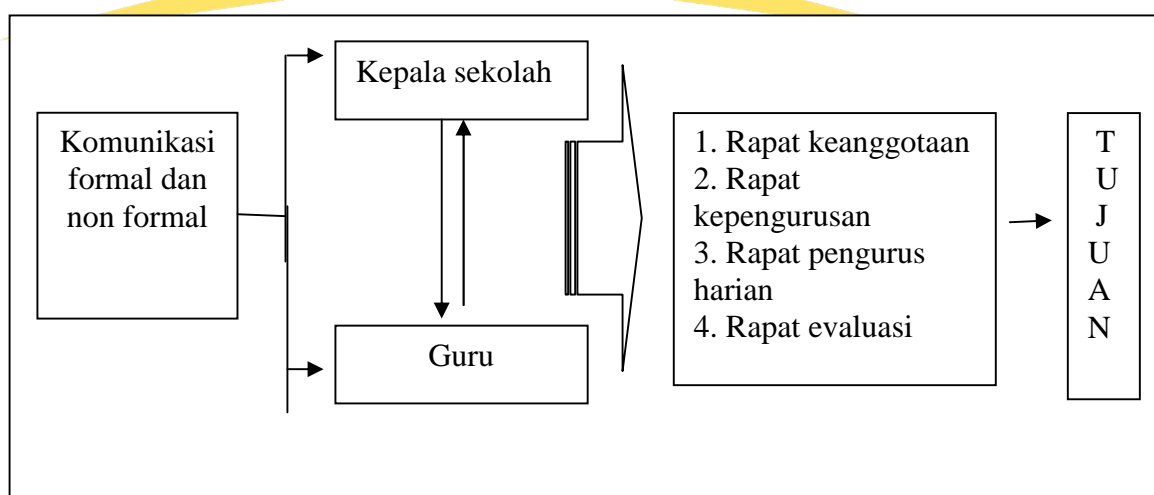 Komunikasi
formal dan
non formal
Kepala sekolah
Guru
1. Rapat keanggotaan
2. Rapat
kepengurusan
3. Rapat pengurus
harian
4. Rapat evaluasi
T
U
J
U
A
N